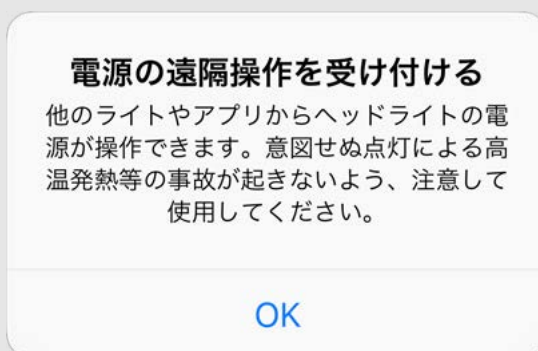 電源の遠隔操作を受け付ける
他のライトやアプリからヘッドライトの電
源が操作できます。意図せぬ点灯による高
温発熱等の事故が起きないよう、注意して
使用してください。
OK